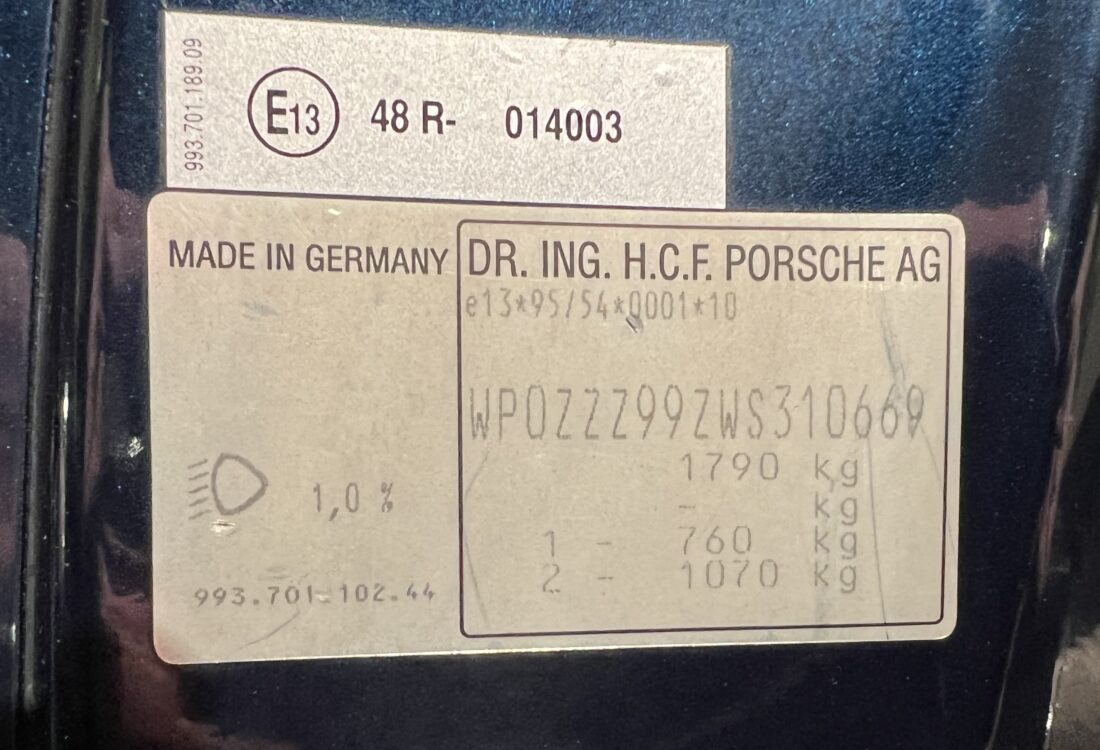 993.701.189.09
E13 48 R- 014003
MADE IN GERMANY
DR. ING. H.C.F. PORSCHE AG
e13*95/54*0001*10
WP0ZZZ99ZWS310669
1790 kg
- kg
1 - 760 kg
2 - 1070 kg
1,0 %
993.701-102.44